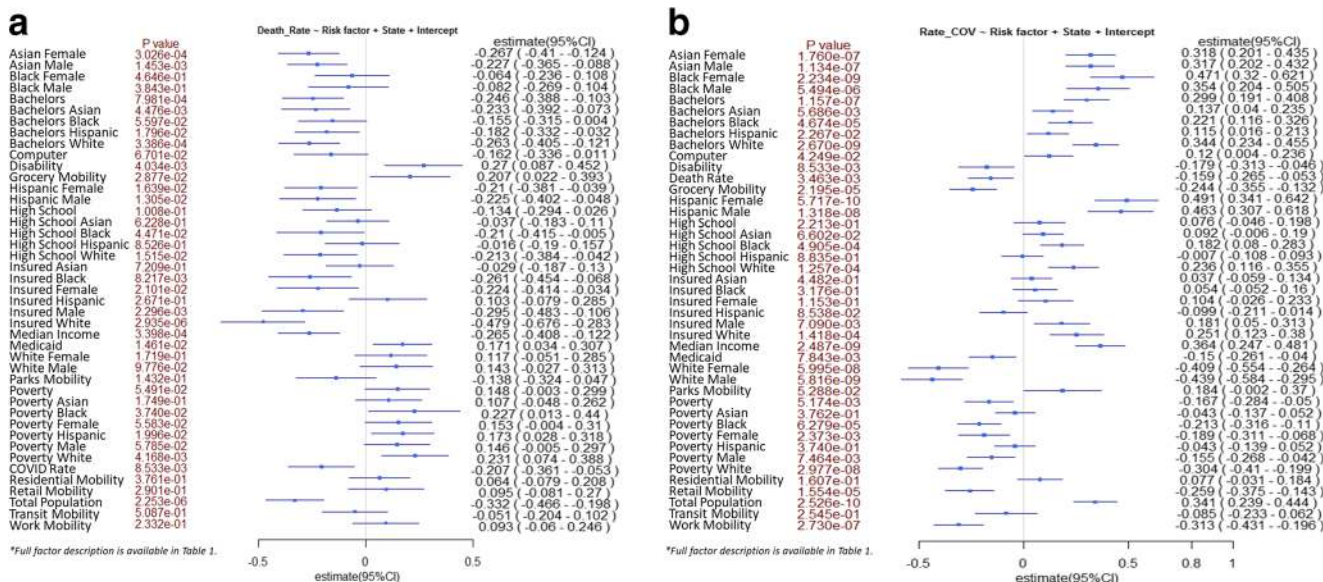 a
Death_Rate ~ Risk factor + State + Intercept
P value estimate(95%CI)
Asian Female 3.026e-04 -0.267 (-0.41 - -0.124 )
Asian Male 1.453e-03 -0.227 (-0.365 - -0.088 )
Black Female 4.646e-01 -0.064 (-0.236 - 0.108 )
Black Male 3.843e-01 -0.082 (-0.269 - 0.104 )
Bachelors 7.981e-04 -0.246 (-0.388 - -0.103 )
Bachelors Asian 4.476e-03 -0.233 (-0.392 - -0.073 )
Bachelors Black 5.597e-02 -0.155 (-0.315 - 0.004 )
Bachelors Hispanic 1.796e-02 -0.182 (-0.332 - -0.032 )
Bachelors White 3.386e-04 -0.263 (-0.405 - -0.121 )
Computer 6.701e-02 -0.162 (-0.336 - 0.011 )
Disability 4.034e-03 0.27 ( 0.087 - 0.452 )
Grocery Mobility 2.877e-02 0.207 ( 0.022 - 0.393 )
Hispanic Female 1.639e-02 -0.21 ( -0.381 - -0.039 )
Hispanic Male 1.305e-02 -0.225 ( -0.402 - -0.048 )
High School 1.008e-01 -0.134 ( -0.294 - 0.026 )
High School Asian 6.228e-01 -0.037 ( -0.183 - 0.11 )
High School Black 4.471e-02 -0.21 ( -0.415 - -0.005 )
High School Hispanic 8.526e-01 -0.016 ( -0.19 - 0.157 )
High School White 1.515e-02 -0.213 ( -0.384 - -0.042 )
Insured Asian 7.209e-01 -0.029 ( -0.187 - 0.13 )
Insured Black 8.217e-03 -0.261 ( -0.454 - -0.068 )
Insured Female 2.101e-02 -0.224 ( -0.414 - -0.034 )
Insured Hispanic 2.671e-01 0.103 ( -0.079 - 0.285 )
Insured Male 2.296e-03 -0.295 ( -0.483 - -0.106 )
Insured White 2.935e-06 -0.479 ( -0.676 - -0.283 )
Median Income 3.398e-04 -0.265 ( -0.408 - -0.122 )
Medicaid 1.461e-02 0.171 ( 0.034 - 0.307 )
White Female 1.719e-01 0.117 ( -0.051 - 0.285 )
White Male 9.776e-02 0.143 ( -0.027 - 0.313 )
Parks Mobility 1.432e-01 -0.138 ( -0.324 - 0.047 )
Poverty 5.491e-02 0.148 ( -0.003 - 0.299 )
Poverty Asian 1.749e-01 0.107 ( -0.048 - 0.262 )
Poverty Black 3.740e-02 0.227 ( 0.013 - 0.44 )
Poverty Female 5.583e-02 0.153 ( -0.004 - 0.31 )
Poverty Hispanic 1.996e-02 0.173 ( 0.028 - 0.318 )
Poverty Male 5.785e-02 0.146 ( -0.005 - 0.297 )
Poverty White 4.168e-03 0.231 ( 0.074 - 0.388 )
COVID Rate 8.533e-03 -0.207 ( -0.361 - -0.053 )
Residential Mobility 3.761e-01 0.064 ( -0.079 - 0.208 )
Retail Mobility 2.901e-01 0.095 ( -0.081 - 0.27 )
Total Population 2.253e-06 -0.332 ( -0.466 - -0.198 )
Transit Mobility 5.087e-01 -0.051 ( -0.204 - 0.102 )
Work Mobility 2.332e-01 0.093 ( -0.06 - 0.246 )
*Full factor description is available in Table 1.
-0.5 0 0.5
estimate(95%CI)
b
Rate_COV ~ Risk factor + State + Intercept
P value estimate(95%CI)
Asian Female 1.760e-07 0.318 ( 0.201 - 0.435 )
Asian Male 1.134e-07 0.317 ( 0.202 - 0.432 )
Black Female 2.234e-09 0.471 ( 0.32 - 0.621 )
Black Male 5.494e-06 0.354 ( 0.204 - 0.505 )
Bachelors 1.157e-07 0.299 ( 0.191 - 0.408 )
Bachelors Asian 5.686e-03 0.137 ( 0.04 - 0.235 )
Bachelors Black 4.674e-05 0.221 ( 0.116 - 0.326 )
Bachelors Hispanic 2.267e-02 0.115 ( 0.016 - 0.213 )
Bachelors White 2.670e-09 0.344 ( 0.234 - 0.455 )
Computer 4.249e-02 0.12 ( 0.004 - 0.236 )
Disability 8.533e-03 -0.179 ( -0.313 - -0.046 )
Death Rate 3.463e-03 -0.159 ( -0.265 - -0.053 )
Grocery Mobility 2.195e-05 -0.244 ( -0.355 - -0.132 )
Hispanic Female 5.717e-10 0.491 ( 0.341 - 0.642 )
Hispanic Male 1.318e-08 0.463 ( 0.307 - 0.618 )
High School 2.213e-01 0.076 ( -0.046 - 0.198 )
High School Asian 6.602e-02 0.092 ( -0.006 - 0.19 )
High School Black 4.905e-04 0.182 ( 0.08 - 0.283 )
High School Hispanic 8.835e-01 -0.007 ( -0.108 - 0.093 )
High School White 1.257e-04 0.236 ( 0.116 - 0.355 )
Insured Asian 4.482e-01 0.037 ( -0.059 - 0.134 )
Insured Black 3.176e-01 0.054 ( -0.052 - 0.16 )
Insured Female 1.153e-01 0.104 ( -0.026 - 0.233 )
Insured Hispanic 8.538e-02 -0.099 ( -0.211 - 0.014 )
Insured Male 7.090e-03 0.181 ( 0.05 - 0.313 )
Insured White 1.418e-04 0.251 ( 0.123 - 0.38 )
Median Income 2.487e-09 0.364 ( 0.247 - 0.481 )
Medicaid 7.843e-03 -0.15 ( -0.261 - -0.04 )
White Female 5.995e-08 -0.409 ( -0.554 - -0.264 )
White Male 5.816e-09 -0.439 ( -0.584 - -0.295 )
Parks Mobility 5.288e-02 0.184 ( -0.002 - 0.37 )
Poverty 5.174e-03 -0.167 ( -0.284 - -0.05 )
Poverty Asian 3.762e-01 -0.043 ( -0.137 - 0.052 )
Poverty Black 6.279e-05 -0.213 ( -0.316 - -0.11 )
Poverty Female 2.373e-03 -0.189 ( -0.311 - -0.068 )
Poverty Hispanic 3.740e-01 -0.043 ( -0.139 - 0.052 )
Poverty Male 7.464e-03 -0.155 ( -0.268 - -0.042 )
Poverty White 2.977e-08 -0.304 ( -0.41 - -0.199 )
Residential Mobility 1.607e-01 0.077 ( -0.031 - 0.184 )
Retail Mobility 1.554e-05 -0.259 ( -0.375 - -0.143 )
Total Population 2.526e-10 0.341 ( 0.239 - 0.444 )
Transit Mobility 2.545e-01 -0.085 ( -0.233 - 0.062 )
Work Mobility 2.730e-07 -0.313 ( -0.431 - -0.196 )
*Full factor description is available in Table 1.
-0.5 0 0.5 0.5 1
estimate(95%CI)